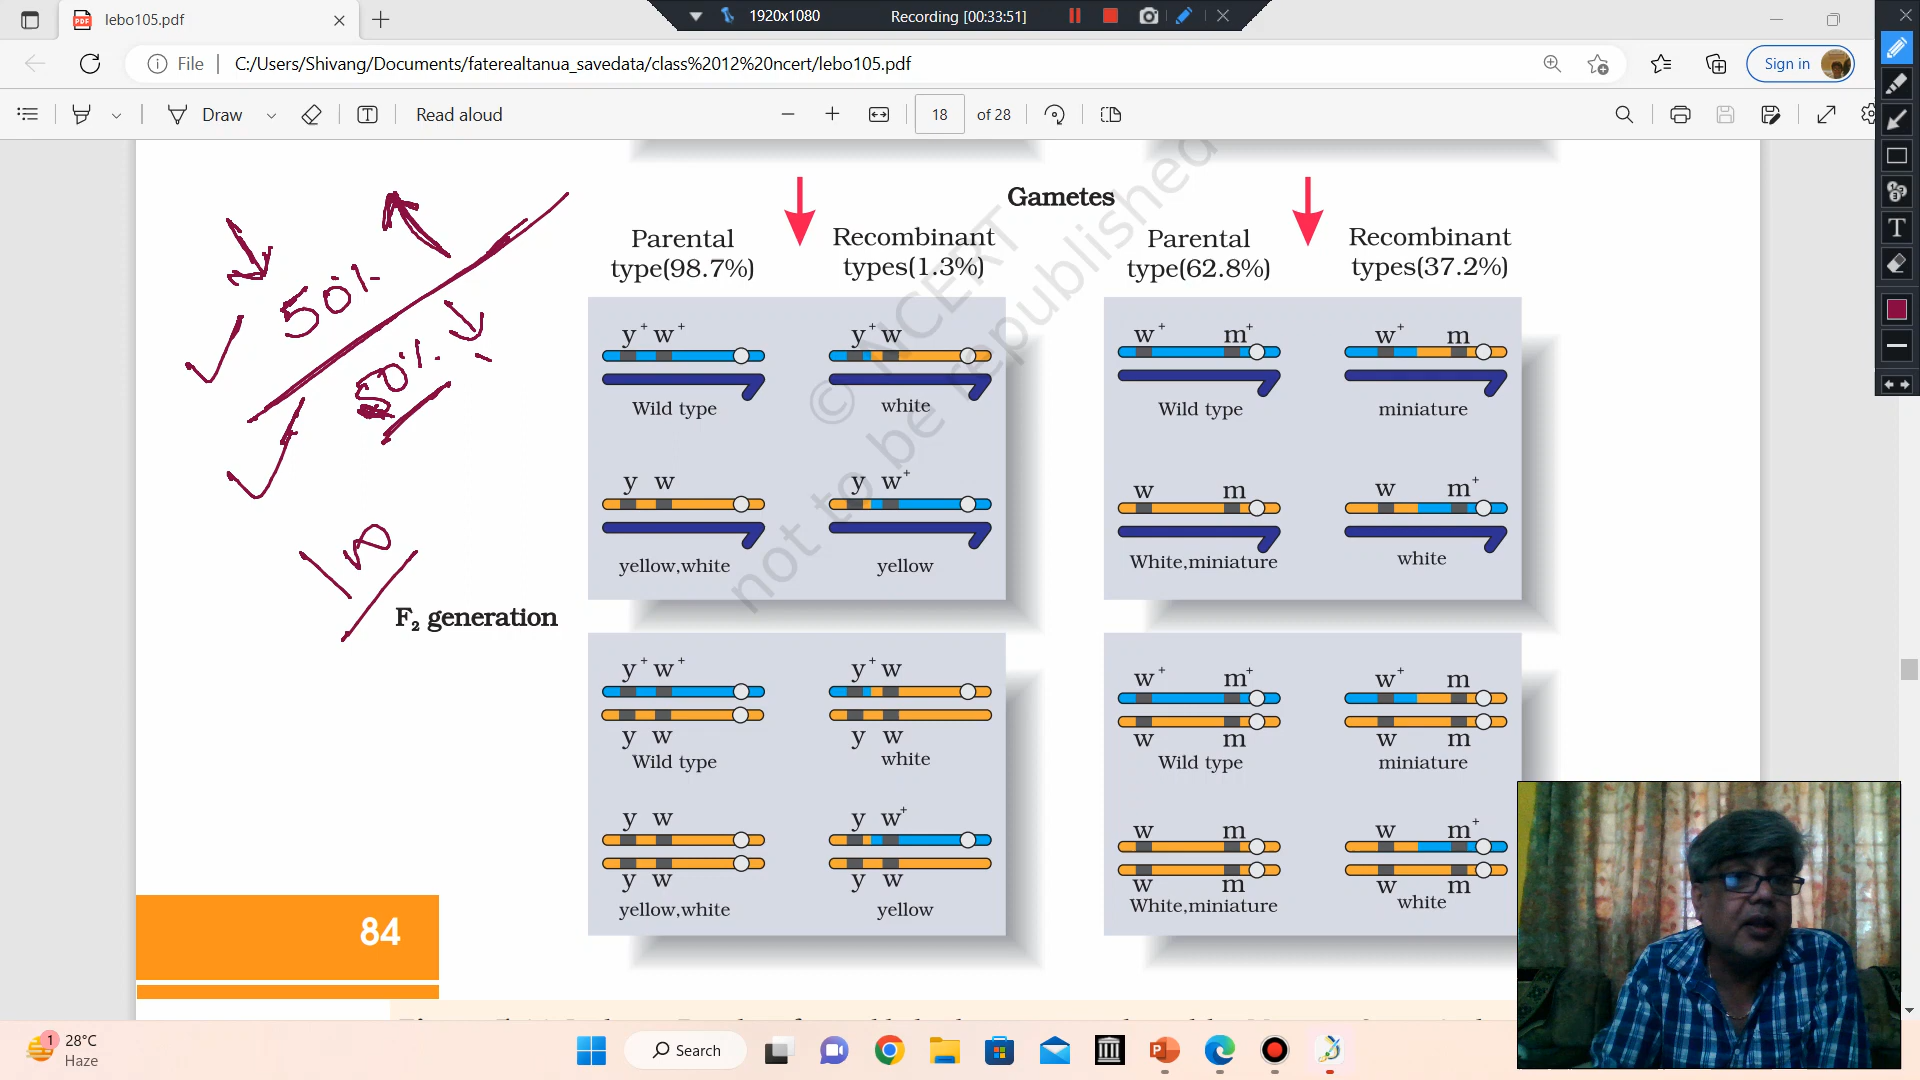 lebo105.pdf
1920x1080
Recording [00:33:51]
File
C:/Users/Shivang/Documents/faterealtanua_savedata/class%2012%20ncert/lebo105.pdf
Sign in
Draw
Read aloud
18
of 28
Gametes
Parental
type(98.7%)
Recombinant
types(1.3%)
Parental
type(62.8%)
Recombinant
types(37.2%)
© NCERT
not to be republished
50%
50%
y⁺ w⁺
y⁺ w
w⁺ m⁺
w⁺ m
Wild type
white
Wild type
miniature
y w
y w⁺
w m
w m⁺
yellow,white
yellow
White,miniature
white
F₂ generation
y⁺ w⁺
y⁺ w
w⁺ m⁺
w⁺ m
y w
y w
w m
w m
Wild type
white
Wild type
miniature
y w
y w⁺
w m
w m⁺
y w
y w
w m
w m
yellow,white
yellow
White,miniature
white
84
1
28°C
Haze
Search